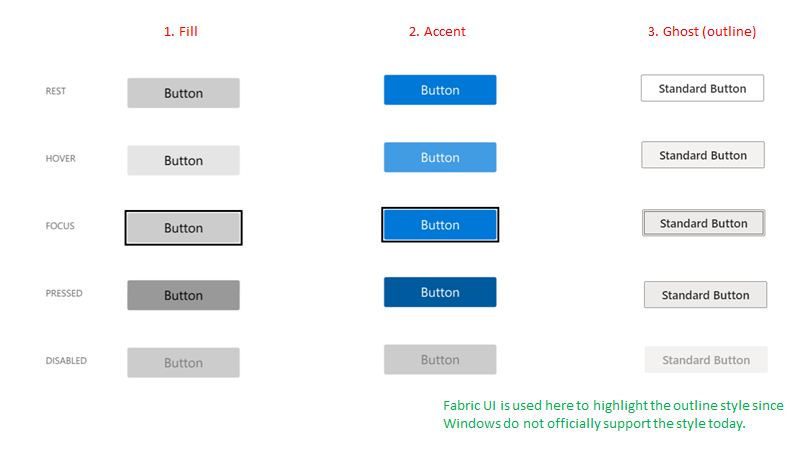 1. Fill 2. Accent 3. Ghost (outline)
REST Button Button Standard Button
HOVER Button Button Standard Button
FOCUS Button Button Standard Button
PRESSED Button Button Standard Button
DISABLED Button Button Standard Button
Fabric UI is used here to highlight the outline style since
Windows do not officially support the style today.